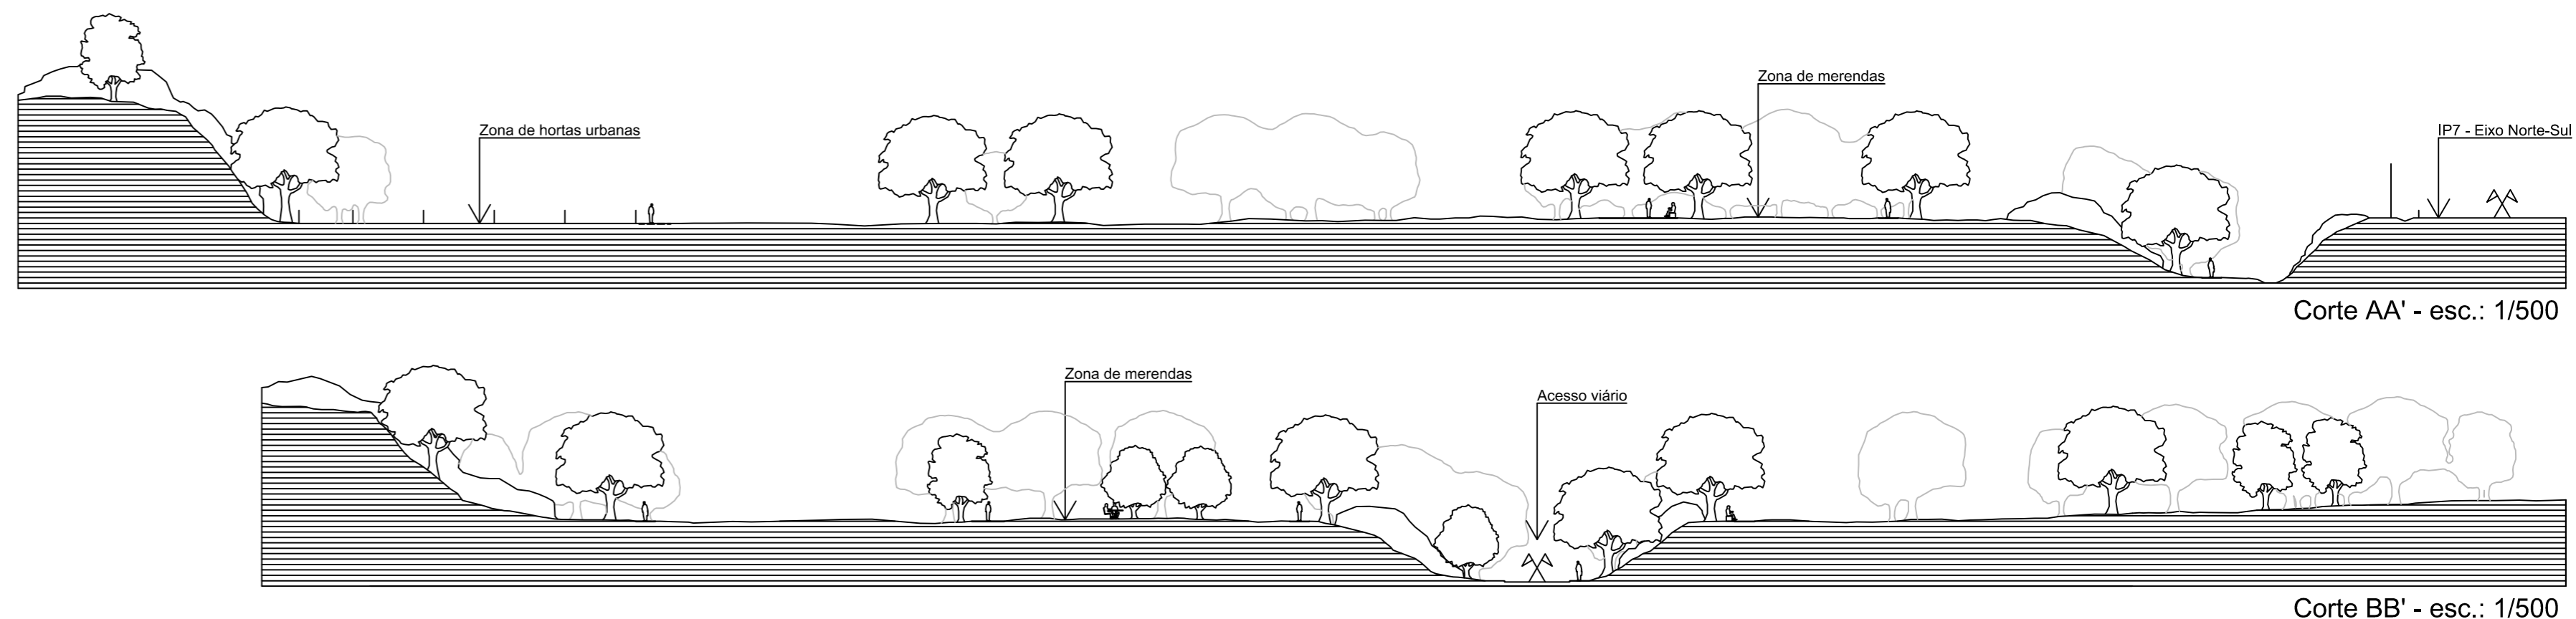 Zona de merendas
Zona de hortas urbanas
IP7 - Eixo Norte-Sul
Corte AA' - esc.: 1/500
Zona de merendas
Acesso viário
Corte BB' - esc.: 1/500